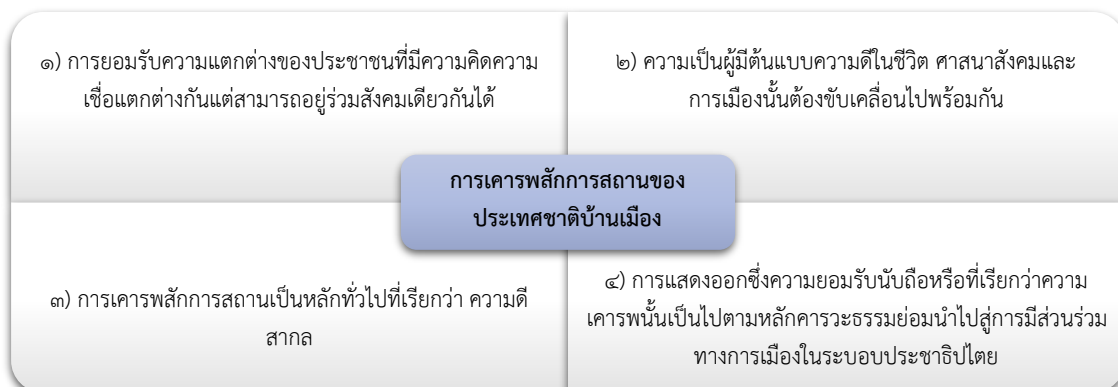 ๑) การยอมรับความแตกต่างของประชาชนที่มีความคิดความ
เชื่อแตกต่างกันแต่สามารถอยู่ร่วมสังคมเดียวกันได้
๒) ความเป็นผู้มีต้นแบบความดีในชีวิต ศาสนาสังคมและ
การเมืองนั้นต้องขับเคลื่อนไปพร้อมกัน
การเคารพสักการสถานของ
ประเทศชาติบ้านเมือง
๓) การเคารพสักการสถานเป็นหลักทั่วไปที่เรียกว่า ความดี
สากล
๔) การแสดงออกซึ่งความยอมรับนับถือหรือที่เรียกว่าความ
เคารพนั้นเป็นไปตามหลักคารวะธรรมย่อมนำไปสู่การมีส่วนร่วม
ทางการเมืองในระบอบประชาธิปไตย